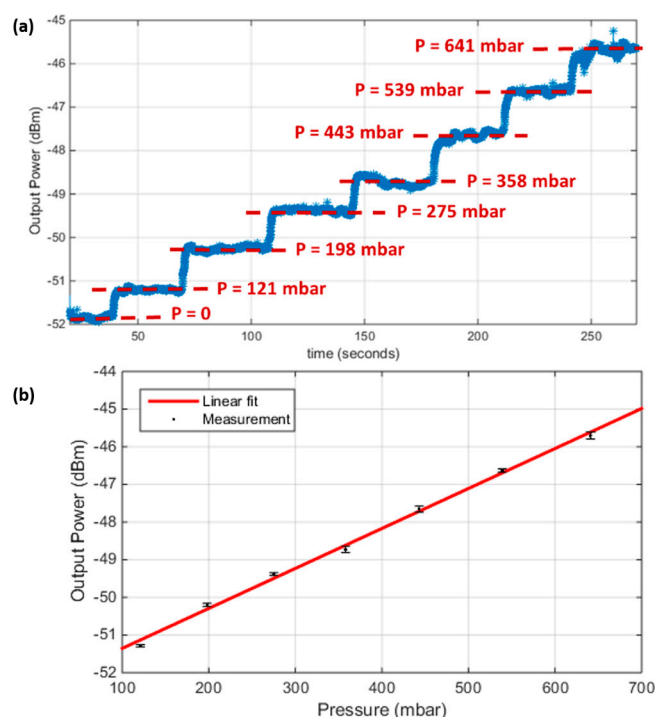 (a)
-45
-46
-47
-48
-49
-50
-51
-52
Output Power (dBm)
P = 641 mbar
P = 539 mbar
P = 443 mbar
P = 358 mbar
P = 275 mbar
P = 198 mbar
P = 121 mbar
P = 0
50 100 150 200 250
time (seconds)
(b)
-44
-45
-46
-47
-48
-49
-50
-51
-52
Output Power (dBm)
Linear fit
Measurement
100 200 300 400 500 600 700
Pressure (mbar)